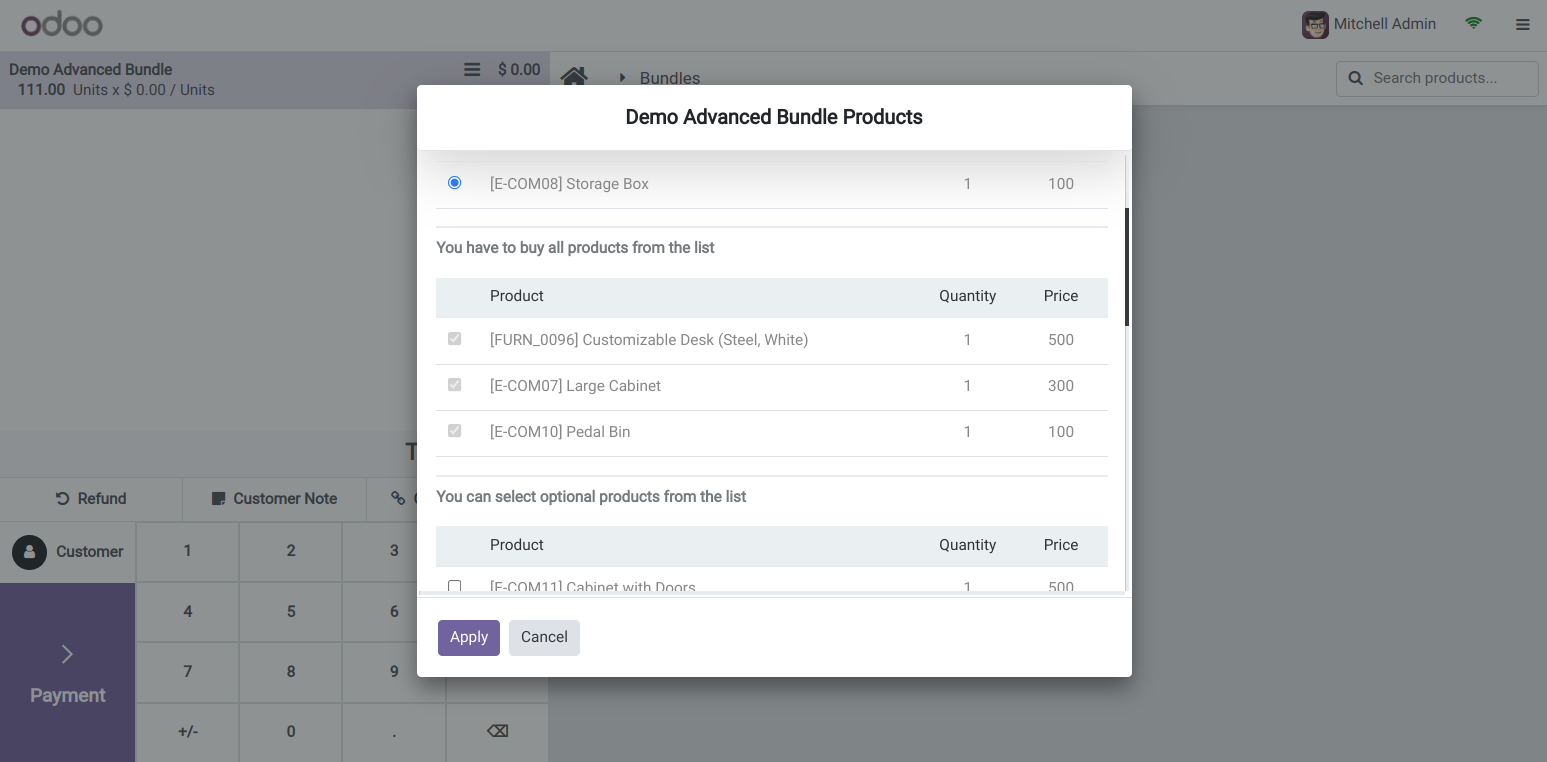 odoo
Mitchell Admin
Demo Advanced Bundle $ 0.00
111.00 Units x $ 0.00 / Units
Bundles
Search products...
Demo Advanced Bundle Products
[E-COM08] Storage Box 1 100
You have to buy all products from the list
Product Quantity Price
[FURN_0096] Customizable Desk (Steel, White) 1 500
[E-COM07] Large Cabinet 1 300
[E-COM10] Pedal Bin 1 100
You can select optional products from the list
Product Quantity Price
[E-COM11] Cabinet with Doors 1 500
Apply Cancel
T
Refund Customer Note
Customer 1 2 3
4 5 6
7 8 9
Payment
+/- 0 .